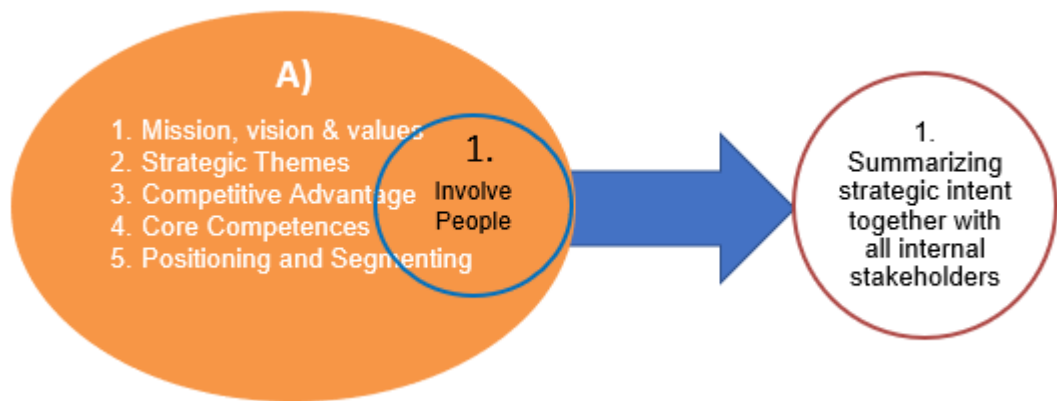 A)
1. Mission, vision & values
2. Strategic Themes
3. Competitive Advantage
4. Core Competences
5. Positioning and Segmenting
1.
Involve
People
1.
Summarizing
strategic intent
together with
all internal
stakeholders